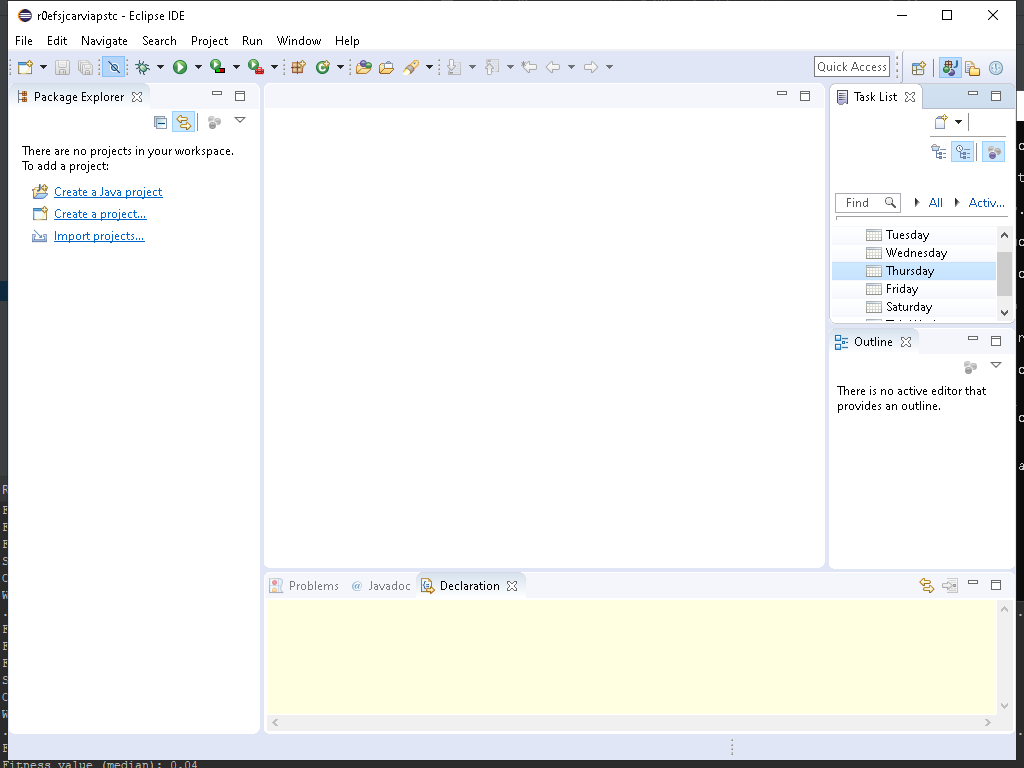 r0efsjcarviapstc - Eclipse IDE
File Edit Navigate Search Project Run Window Help
Quick Access
Package Explorer
There are no projects in your workspace.
To add a project:
Create a Java project
Create a project...
Import projects...
Task List
Find All Activ...
Tuesday
Wednesday
Thursday
Friday
Saturday
Outline
There is no active editor that
provides an outline.
Problems @ Javadoc Declaration
Fitness value (median): 0.04